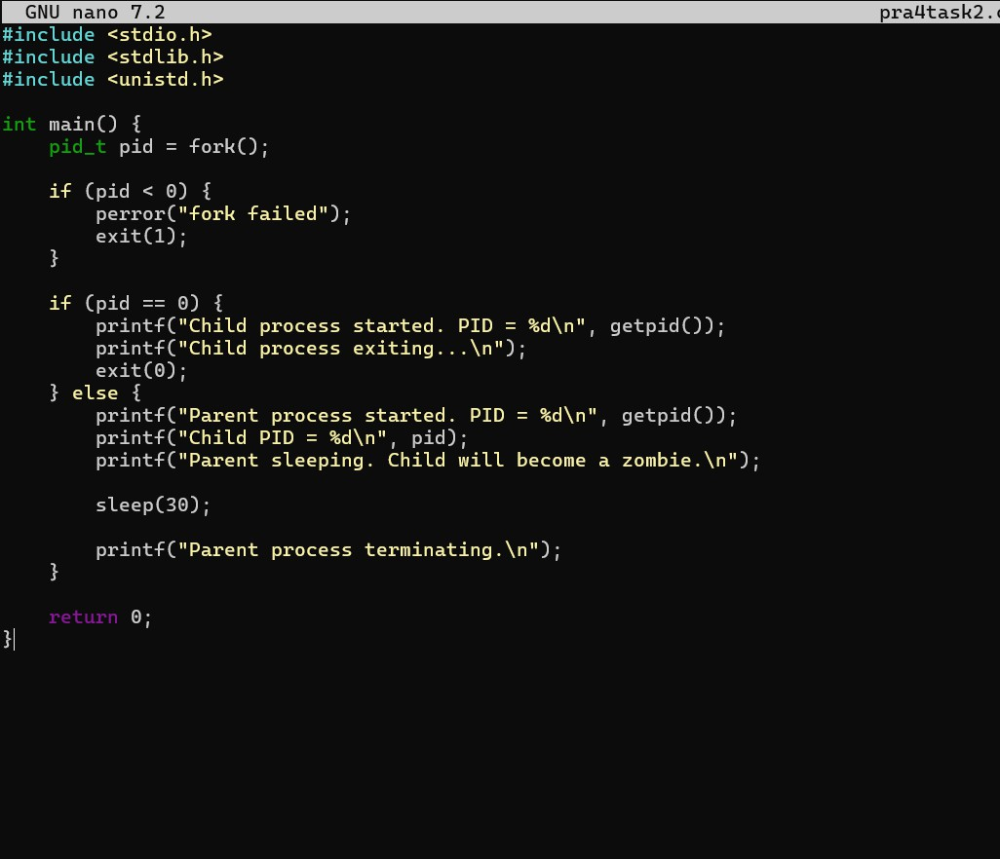 GNU nano 7.2 pra4task2.c
#include <stdio.h>
#include <stdlib.h>
#include <unistd.h>
int main() {
    pid_t pid = fork();
    if (pid < 0) {
        perror("fork failed");
        exit(1);
    }
    if (pid == 0) {
        printf("Child process started. PID = %d\n", getpid());
        printf("Child process exiting...\n");
        exit(0);
    } else {
        printf("Parent process started. PID = %d\n", getpid());
        printf("Child PID = %d\n", pid);
        printf("Parent sleeping. Child will become a zombie.\n");
        sleep(30);
        printf("Parent process terminating.\n");
    }
    return 0;
}